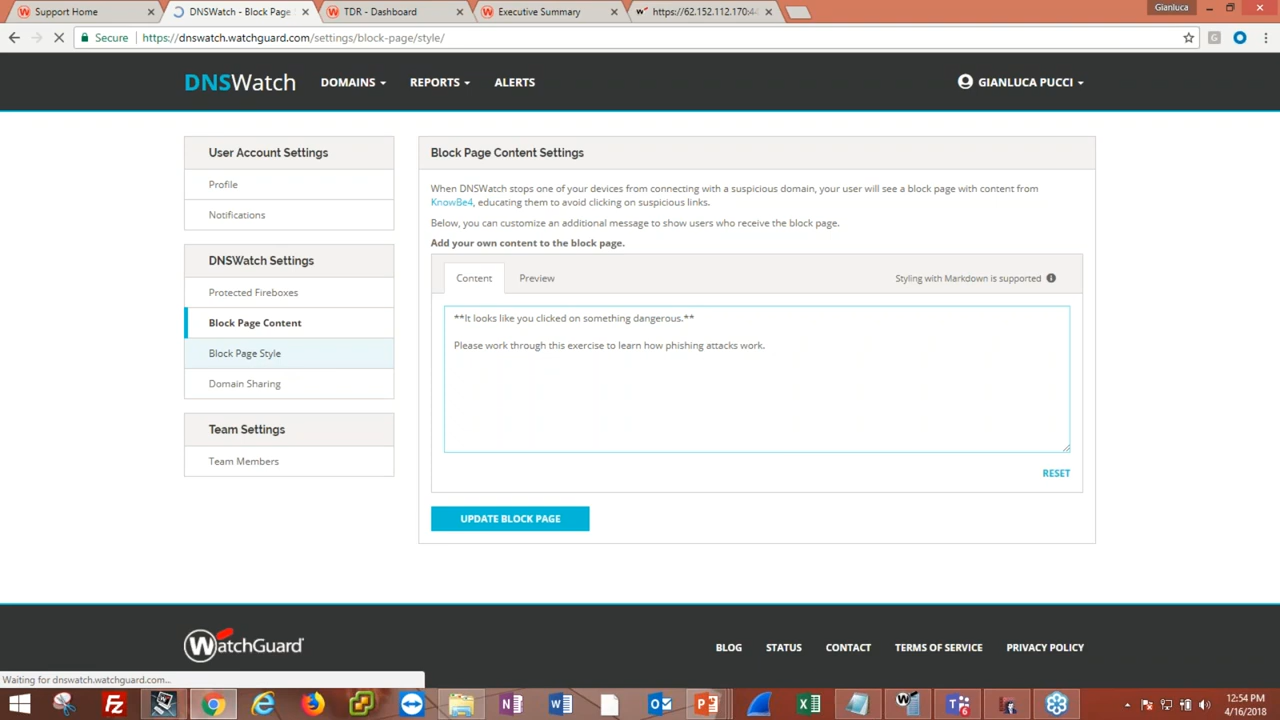 Support Home
DNSWatch - Block Page
TDR - Dashboard
Executive Summary
https://62.152.112.170:4
Gianluca
Secure
https://dnswatch.watchguard.com/settings/block-page/style/
DNSWatch
DOMAINS
REPORTS
ALERTS
GIANLUCA PUCCI
User Account Settings
Profile
Notifications
DNSWatch Settings
Protected Fireboxes
Block Page Content
Block Page Style
Domain Sharing
Team Settings
Team Members
Block Page Content Settings
When DNSWatch stops one of your devices from connecting with a suspicious domain, your user will see a block page with content from
KnowBe4, educating them to avoid clicking on suspicious links.
Below, you can customize an additional message to show users who receive the block page.
Add your own content to the block page.
Content
Preview
Styling with Markdown is supported
**It looks like you clicked on something dangerous.**
Please work through this exercise to learn how phishing attacks work.
RESET
UPDATE BLOCK PAGE
WatchGuard
BLOG
STATUS
CONTACT
TERMS OF SERVICE
PRIVACY POLICY
Waiting for dnswatch.watchguard.com...
12:54 PM
4/16/2018